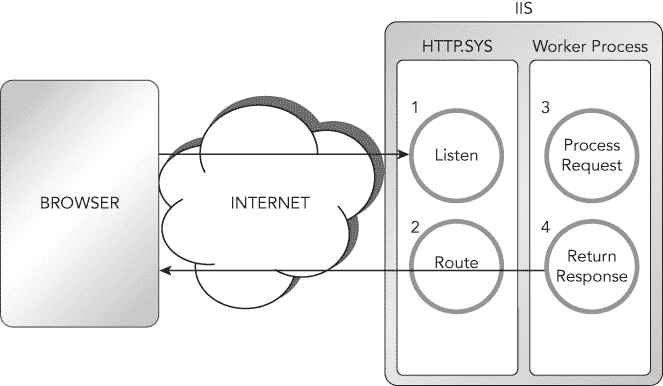 IIS
HTTP.SYS
Worker Process
1
3
Listen
Process
Request
BROWSER
INTERNET
2
4
Route
Return
Response